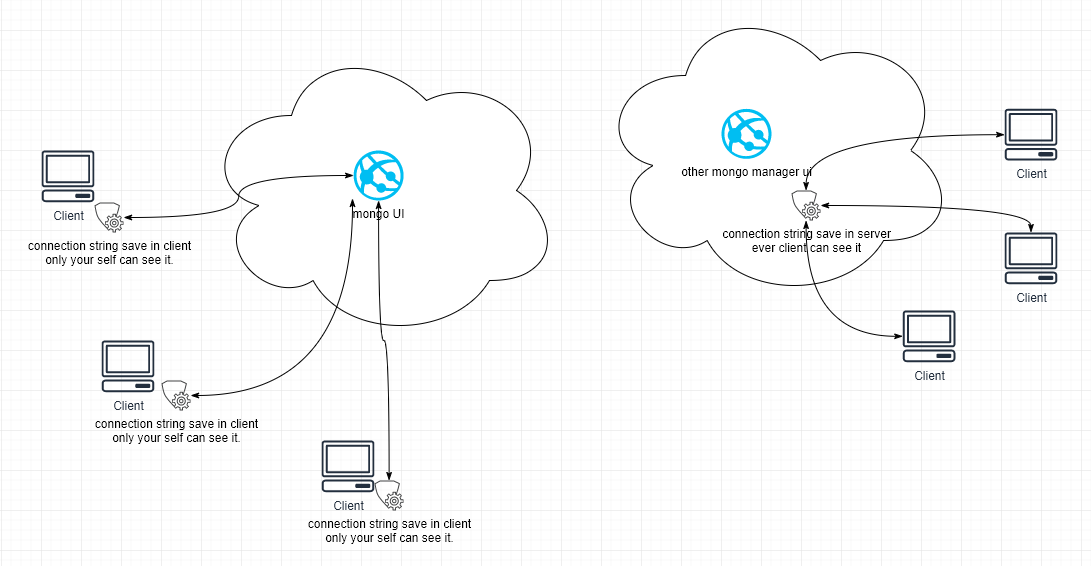 Client
connection string save in client
only your self can see it.
mongo UI
Client
connection string save in client
only your self can see it.
Client
connection string save in client
only your self can see it.
other mongo manager ui
connection string save in server
ever client can see it
Client
Client
Client